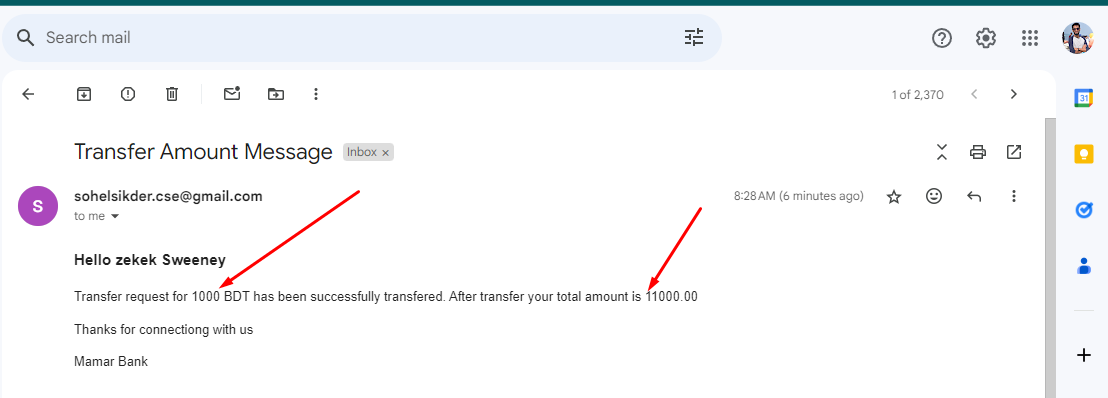 Search mail
1 of 2,370
31
Transfer Amount Message Inbox ×
S
sohelsikder.cse@gmail.com
8:28 AM (6 minutes ago)
to me
Hello zekek Sweeney
Transfer request for 1000 BDT has been successfully transfered. After transfer your total amount is 11000.00
Thanks for connectiong with us
Mamar Bank